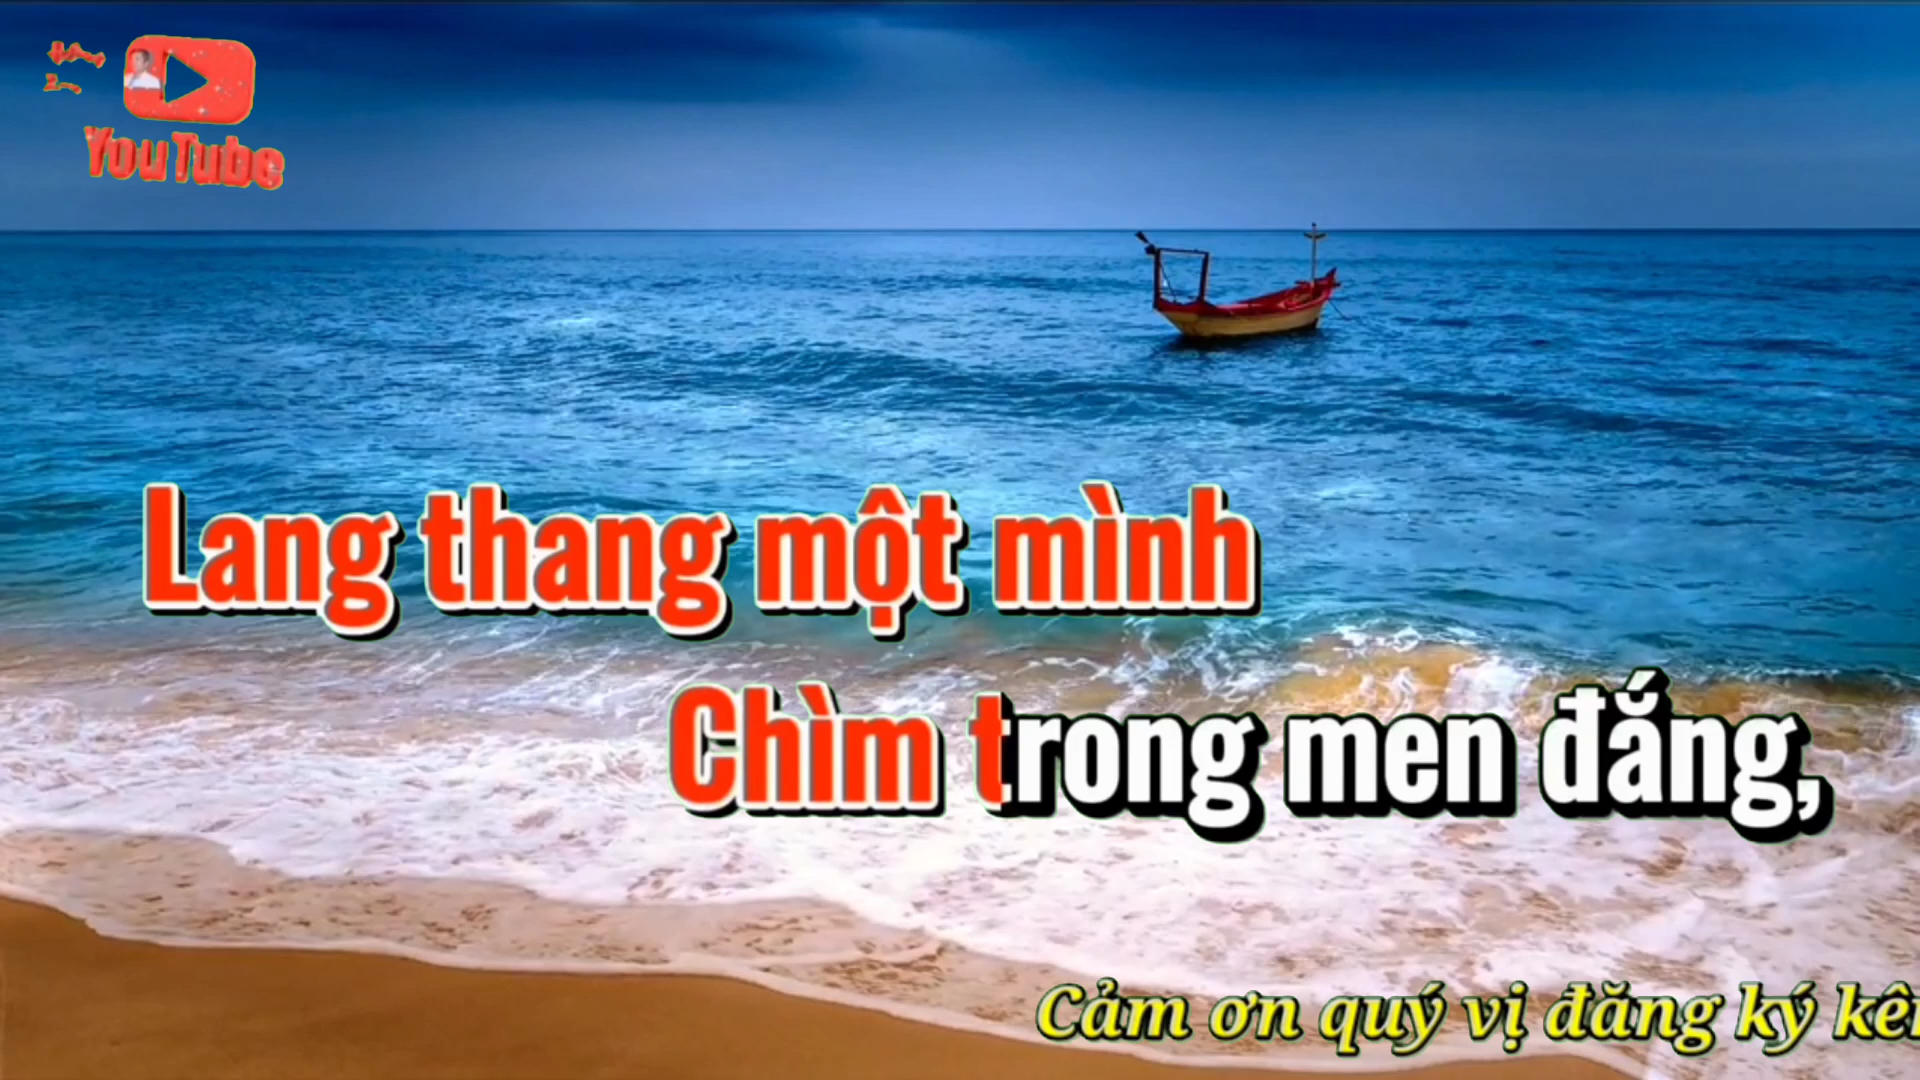 YouTube
Lang thang một mình
Chìm trong men đắng,
Cảm ơn quý vị đăng ký